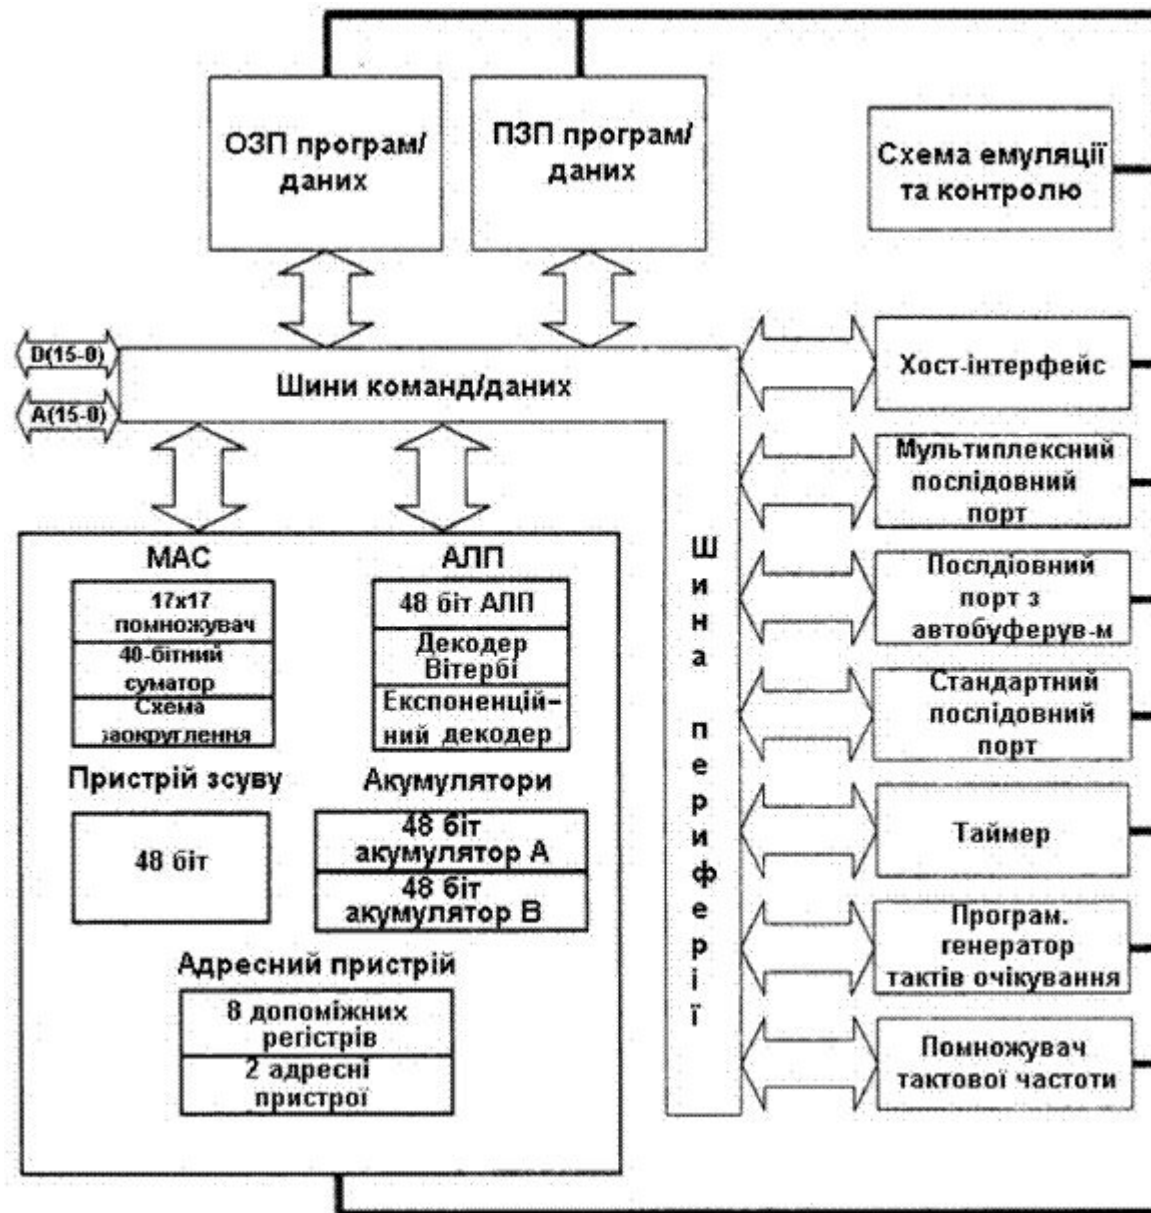 ОЗП програм/
даних
ПЗП програм/
даних
Схема емуляції
та контролю
D(15-0)
A(15-0)
Шини команд/даних
Хост-інтерфейс
Мультиплексний
послідовний
порт
Послдіовний
порт з
автобуферув-м
Стандартний
послідовний
порт
Таймер
Програм.
генератор
тактів очікування
Помножувач
тактової частоти
Шина периферії
МАС
17x17
помножувач
40-бітний
суматор
Схема
заокруглення
АЛП
48 біт АЛП
Декодер
Вітербі
Експоненцій-
ний декодер
Пристрій зсуву
48 біт
Акумулятори
48 біт
акумулятор А
48 біт
акумулятор В
Адресний пристрій
8 допоміжних
регістрів
2 адресні
пристрої